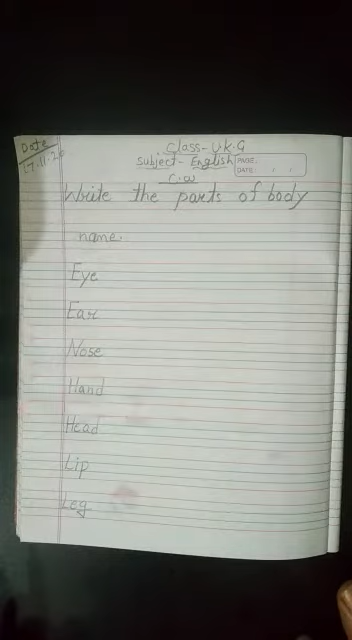 Date
17.11.20
Class-U.K.G
Subject- English
PAGE:
DATE: / /
C.W
Write the parts of body
name.
Eye
Ear
Nose
Hand
Head
Lip
Leg